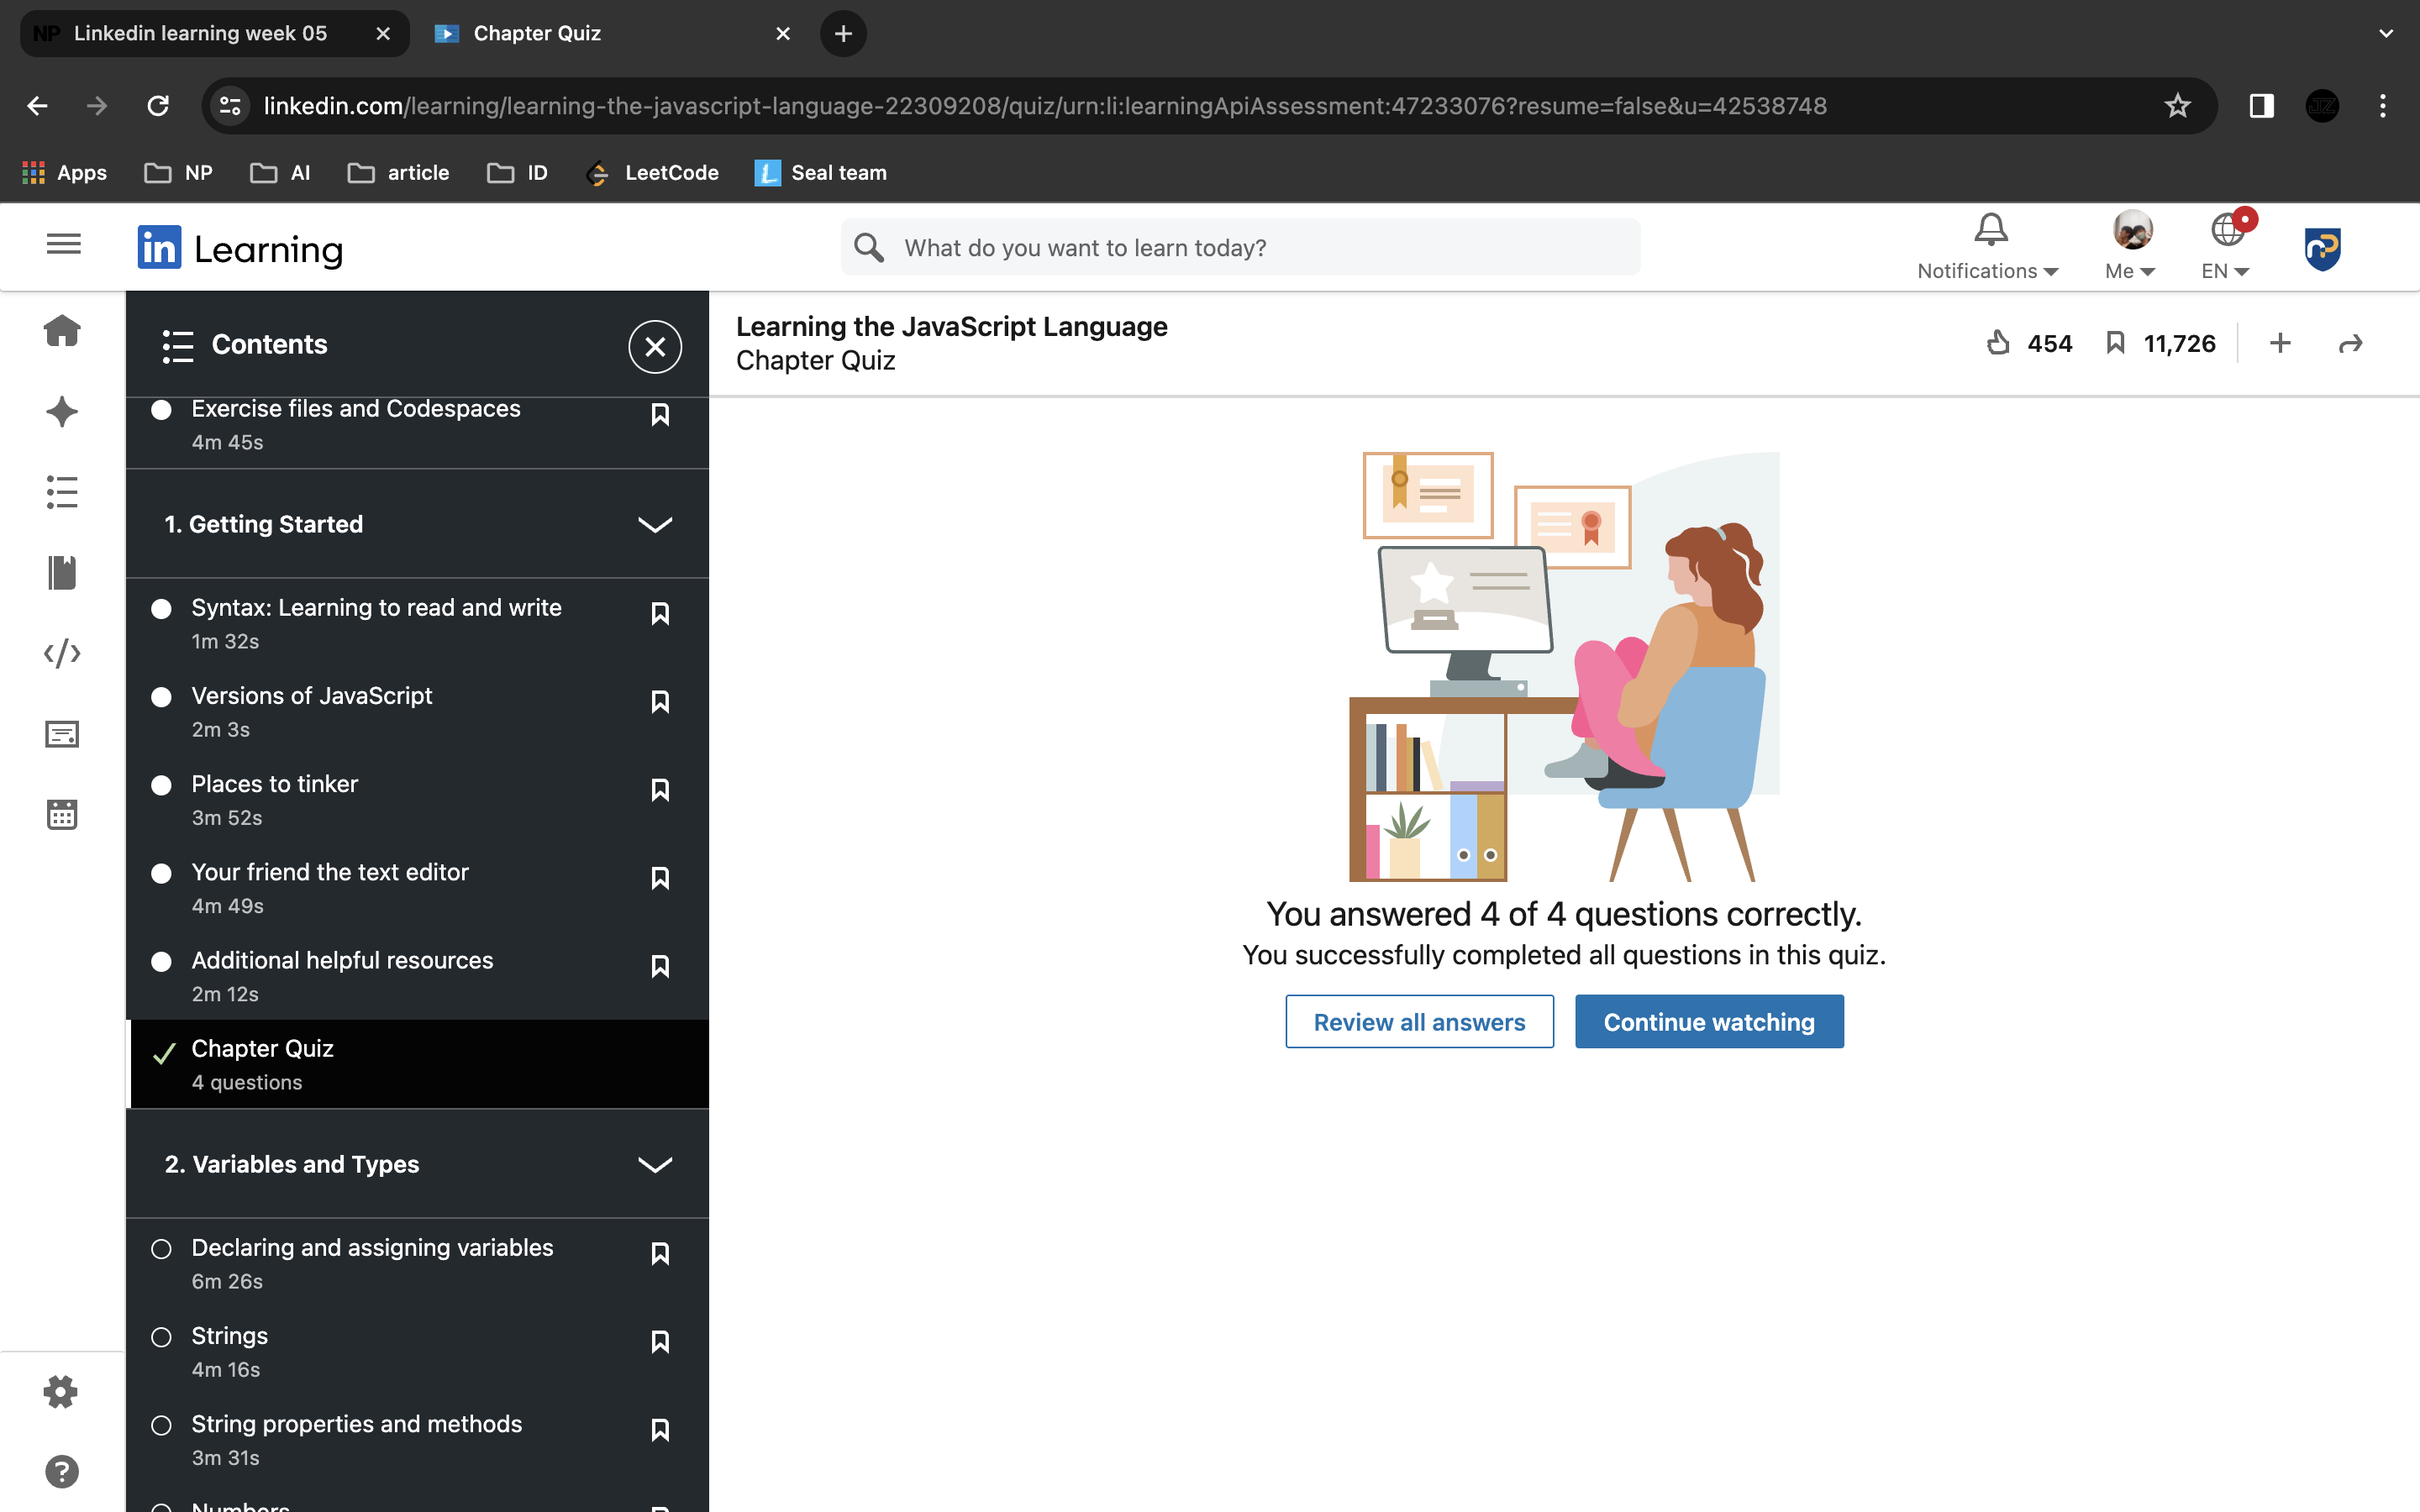 NP Linkedin learning week 05
Chapter Quiz
linkedin.com/learning/learning-the-javascript-language-22309208/quiz/urn:li:learningApiAssessment:47233076?resume=false&u=42538748
JZ
Apps NP AI article ID LeetCode L Seal team
in Learning
What do you want to learn today?
Notifications Me EN
Contents
Exercise files and Codespaces
4m 45s
1. Getting Started
Syntax: Learning to read and write
1m 32s
Versions of JavaScript
2m 3s
Places to tinker
3m 52s
Your friend the text editor
4m 49s
Additional helpful resources
2m 12s
Chapter Quiz
4 questions
2. Variables and Types
Declaring and assigning variables
6m 26s
Strings
4m 16s
String properties and methods
3m 31s
Numbers
Learning the JavaScript Language
Chapter Quiz
454 11,726
You answered 4 of 4 questions correctly.
You successfully completed all questions in this quiz.
Review all answers Continue watching